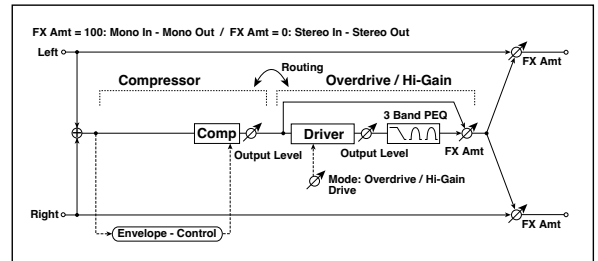 FX Amt = 100: Mono In - Mono Out / FX Amt = 0: Stereo In - Stereo Out
Left
FX Amt
Routing
Compressor
Overdrive / Hi-Gain
3 Band PEQ
Comp
Driver
Output Level
Output Level
FX Amt
Mode: Overdrive / Hi-Gain
Drive
Right
FX Amt
Envelope - Control